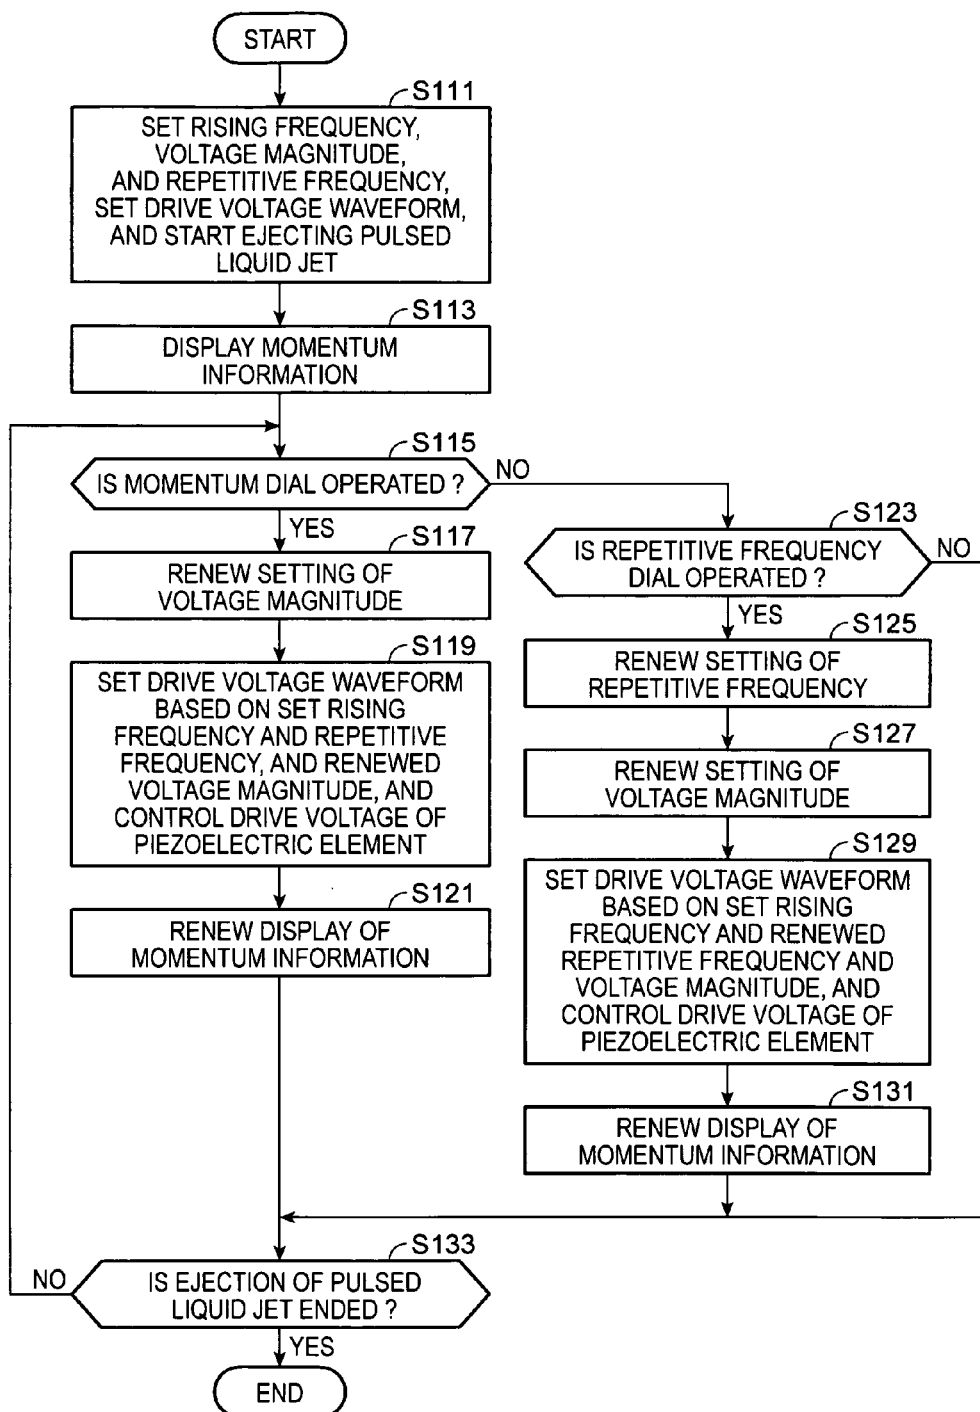 START
S111
SET RISING FREQUENCY,
VOLTAGE MAGNITUDE,
AND REPETITIVE FREQUENCY,
SET DRIVE VOLTAGE WAVEFORM,
AND START EJECTING PULSED
LIQUID JET
S113
DISPLAY MOMENTUM
INFORMATION
S115
IS MOMENTUM DIAL OPERATED ?
NO
YES
S117
RENEW SETTING OF
VOLTAGE MAGNITUDE
S119
SET DRIVE VOLTAGE WAVEFORM
BASED ON SET RISING
FREQUENCY AND REPETITIVE
FREQUENCY, AND RENEWED
VOLTAGE MAGNITUDE, AND
CONTROL DRIVE VOLTAGE OF
PIEZOELECTRIC ELEMENT
S121
RENEW DISPLAY OF
MOMENTUM INFORMATION
S123
IS REPETITIVE FREQUENCY
DIAL OPERATED ?
NO
YES
S125
RENEW SETTING OF
REPETITIVE FREQUENCY
S127
RENEW SETTING OF
VOLTAGE MAGNITUDE
S129
SET DRIVE VOLTAGE WAVEFORM
BASED ON SET RISING
FREQUENCY AND RENEWED
REPETITIVE FREQUENCY AND
VOLTAGE MAGNITUDE, AND
CONTROL DRIVE VOLTAGE OF
PIEZOELECTRIC ELEMENT
S131
RENEW DISPLAY OF
MOMENTUM INFORMATION
S133
IS EJECTION OF PULSED
LIQUID JET ENDED ?
NO
YES
END